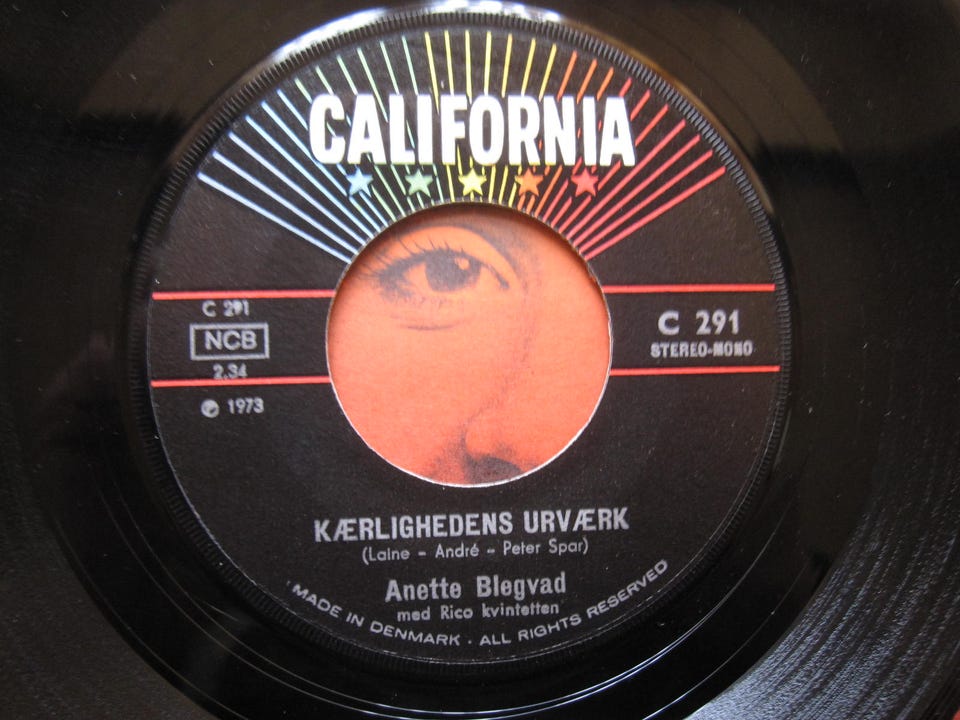 CALIFORNIA
C 291
NCB
2.34
℗ 1973
C 291
STEREO-MONO
KÆRLIGHEDENS URVÆRK
(Laine - André - Peter Spar)
Anette Blegvad
med Rico kvintetten
MADE IN DENMARK · ALL RIGHTS RESERVED